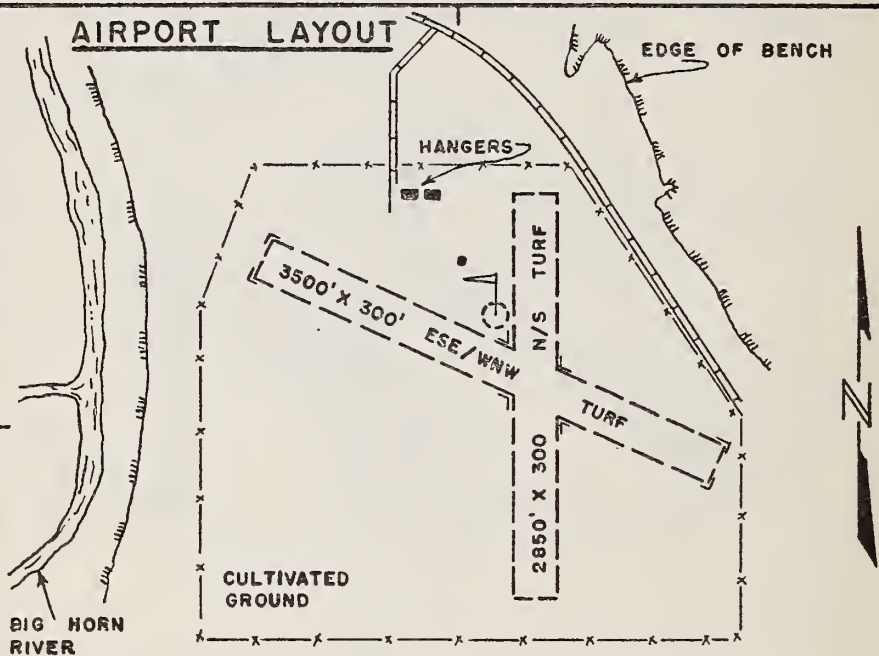 AIRPORT LAYOUT
EDGE OF BENCH
HANGERS
3500' X 300' ESE/WNW TURF
N/S TURF
2850' X 300
N
CULTIVATED
GROUND
BIG HORN
RIVER